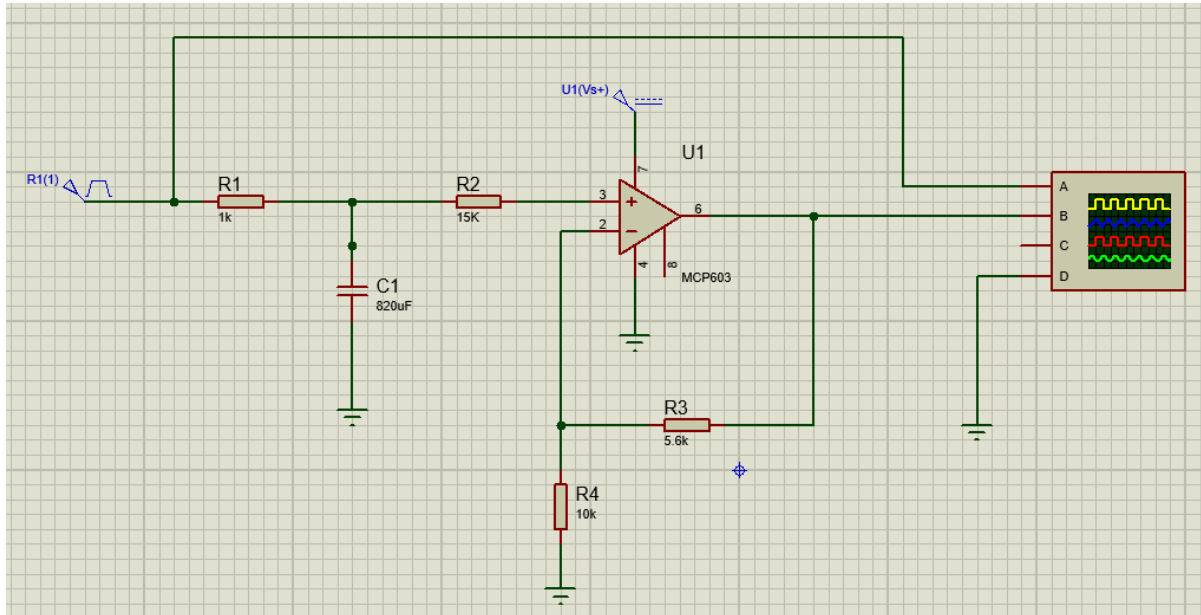 U1(Vs+)
U1
R1(1)
R1
1k
R2
15K
7
3
2
6
4
8
MCP603
C1
820uF
A
B
C
D
R3
5.6k
R4
10k